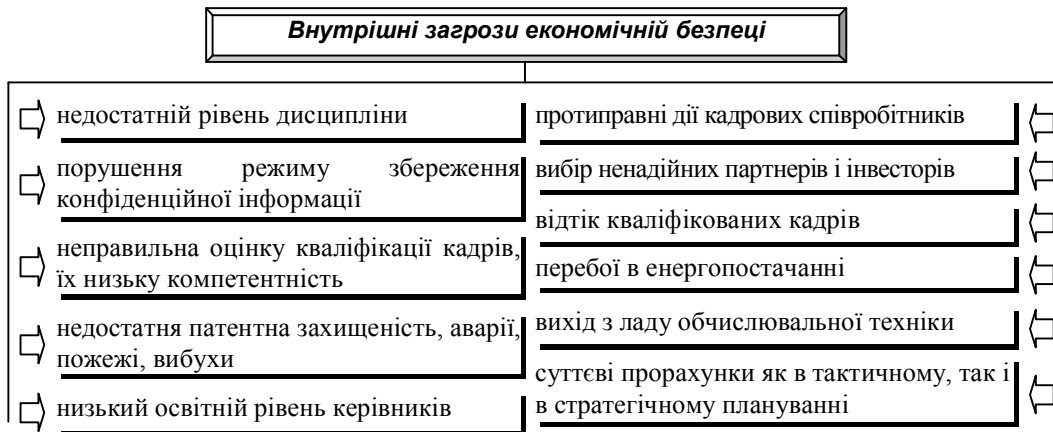 Внутрішні загрози економічній безпеці
недостатній рівень дисципліни
порушення режиму збереження
конфіденційної інформації
неправильна оцінку кваліфікації кадрів,
їх низьку компетентність
недостатня патентна захищеність, аварії,
пожежі, вибухи
низький освітній рівень керівників
протиправні дії кадрових співробітників
вибір ненадійних партнерів і інвесторів
відтік кваліфікованих кадрів
перебої в енергопостачанні
вихід з ладу обчислювальної техніки
суттєві прорахунки як в тактичному, так і
в стратегічному плануванні